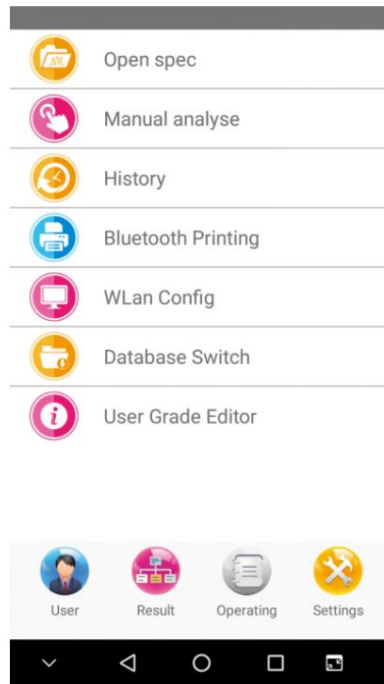 Open spec
Manual analyse
History
Bluetooth Printing
WLan Config
Database Switch
User Grade Editor
User
Result
Operating
Settings